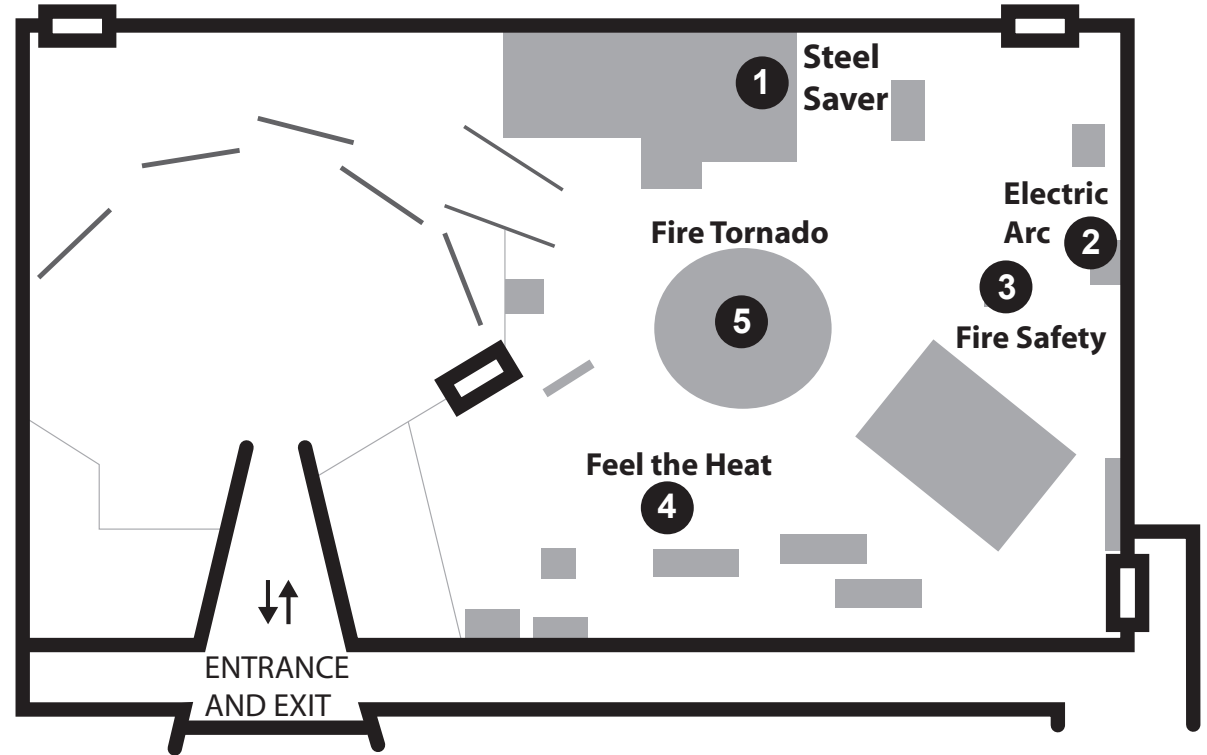 1
Steel
Saver
Electric
Arc
2
Fire Tornado
3
5
Fire Safety
Feel the Heat
4
ENTRANCE
AND EXIT